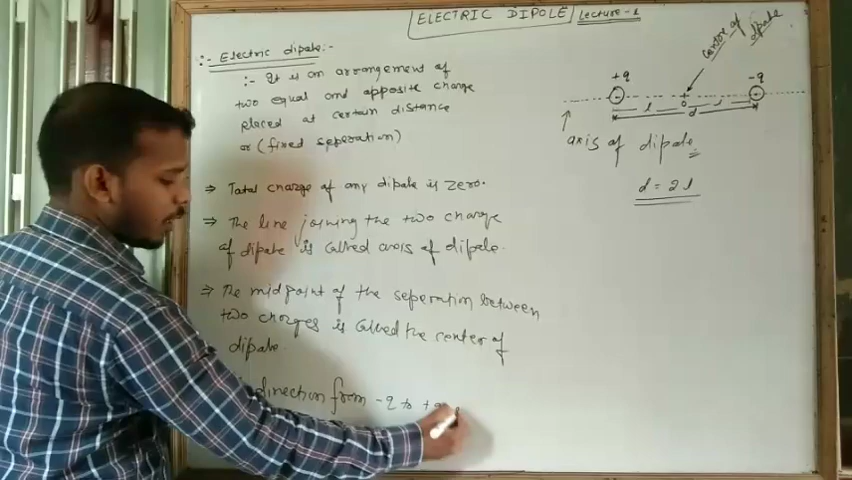 ELECTRIC DIPOLE Lecture-1
:- Electric dipole:-
:- It is an arrangement of
two equal and opposite charge
placed at certain distance
or (fixed seperation)
⇒ Total charge of any dipole is zero.
⇒ The line joining the two charge
of dipole is called axis of dipole.
⇒ The midpoint of the seperation between
two charges is called the center of
dipole.
direction from -q to +q
center of
dipole
+q -q
l o l
d
axis of dipole
d = 2l